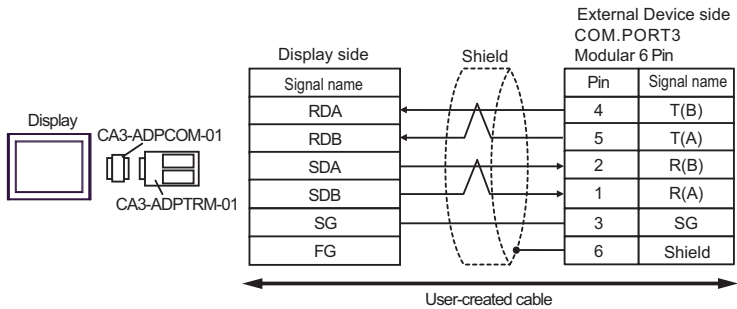 External Device side
COM.PORT3
Modular 6 Pin
Display side
Shield
Signal name
Pin
Signal name
RDA
4
T(B)
RDB
5
T(A)
SDA
2
R(B)
SDB
1
R(A)
SG
3
SG
FG
6
Shield
Display
CA3-ADPCOM-01
CA3-ADPTRM-01
User-created cable